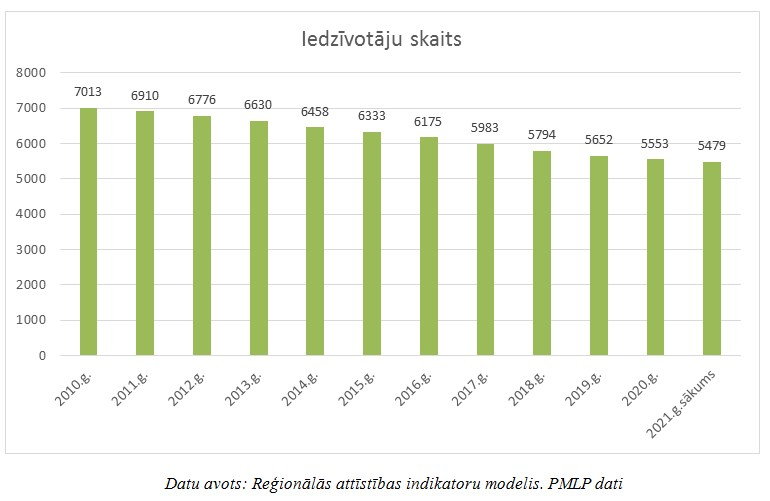 Iedzīvotāju skaits
8000
7000
6000
5000
4000
3000
2000
1000
0
7013
6910
6776
6630
6458
6333
6175
5983
5794
5652
5553
5479
2010.g.
2011.g.
2012.g.
2013.g.
2014.g.
2015.g.
2016.g.
2017.g.
2018.g.
2019.g.
2020.g.
2021.g.sākums
Datu avots: Reģionālās attīstības indikatoru modelis. PMLP dati